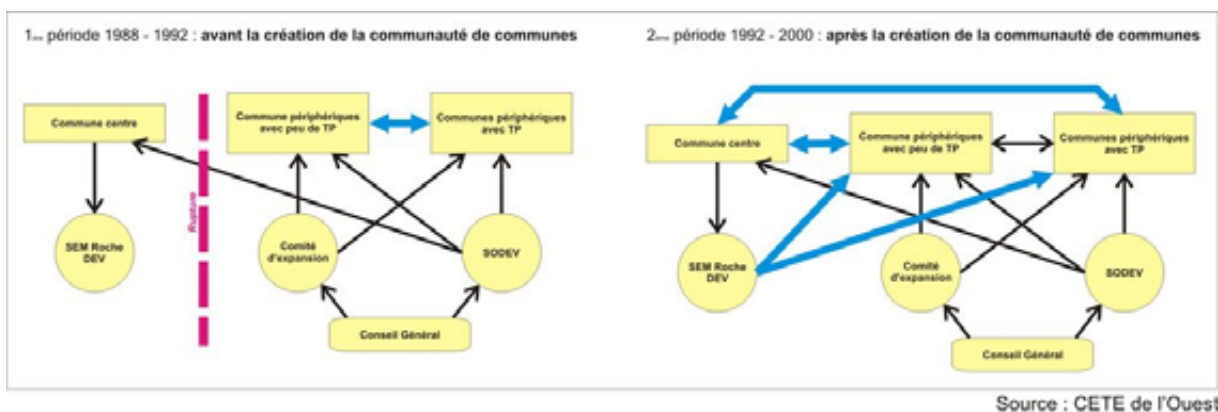 1ère période 1988 - 1992 : avant la création de la communauté de communes
Commune centre
Commune périphériques
avec peu de TP
Communes périphériques
avec TP
Rupture
SEM Roche
DEV
Comité
d'expansion
SODEV
Conseil Général
2ème période 1992 - 2000 : après la création de la communauté de communes
Commune centre
Commune périphériques
avec peu de TP
Communes périphériques
avec TP
SEM Roche
DEV
Comité
d'expansion
SODEV
Conseil Général
Source : CETE de l'Ouest